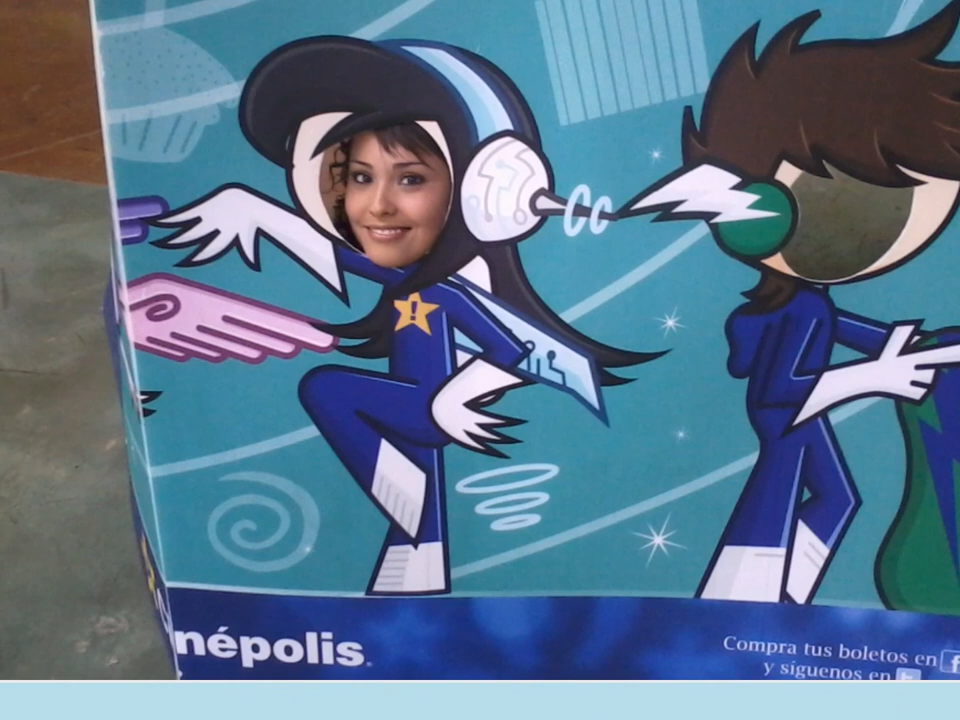 népolis.
Compra tus boletos en f
y síguenos en